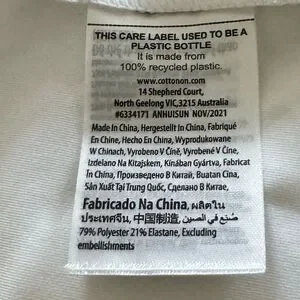 THIS CARE LABEL USED TO BE A
PLASTIC BOTTLE
It is made from
100% recycled plastic.
www.cottonon.com
14 Shepherd Court,
North Geelong VIC,3215 Australia
#6334171 ANHUISUN NOV/2021
Made In China, Hergestellt In China, Fabriqué
En Chine, Hecho En China, Wyprodukowane
W Chinach, Vyrobeno V Číně, Vyrobené V Číne,
Izdelano Na Kitajskem, Kínában Gyártva, Fabricat
În China, Произведено В Китай, Buatan Cina,
Sản Xuất Tại Trung Quốc, Сделано В Китае,
Fabricado Na China, ผลิตใน
ประเทศจีน, 中国制造, صنع في الصين
79% Polyester 21% Elastane, Excluding
embellishments